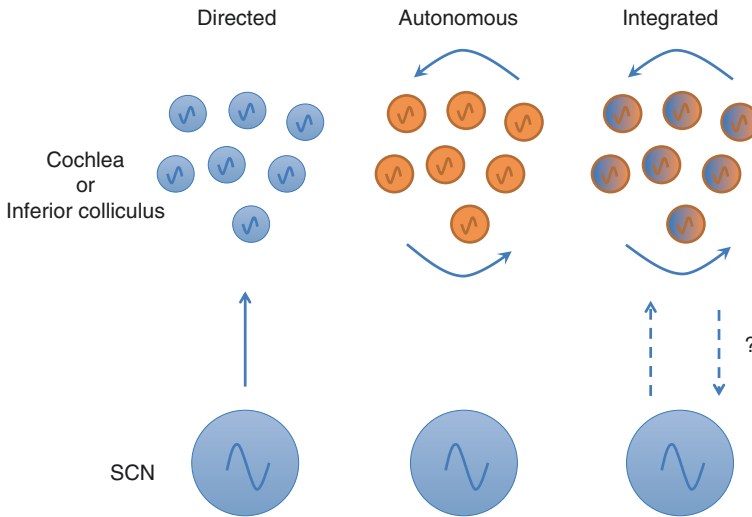 Directed
Autonomous
Integrated
Cochlea
or
Inferior colliculus
?
SCN